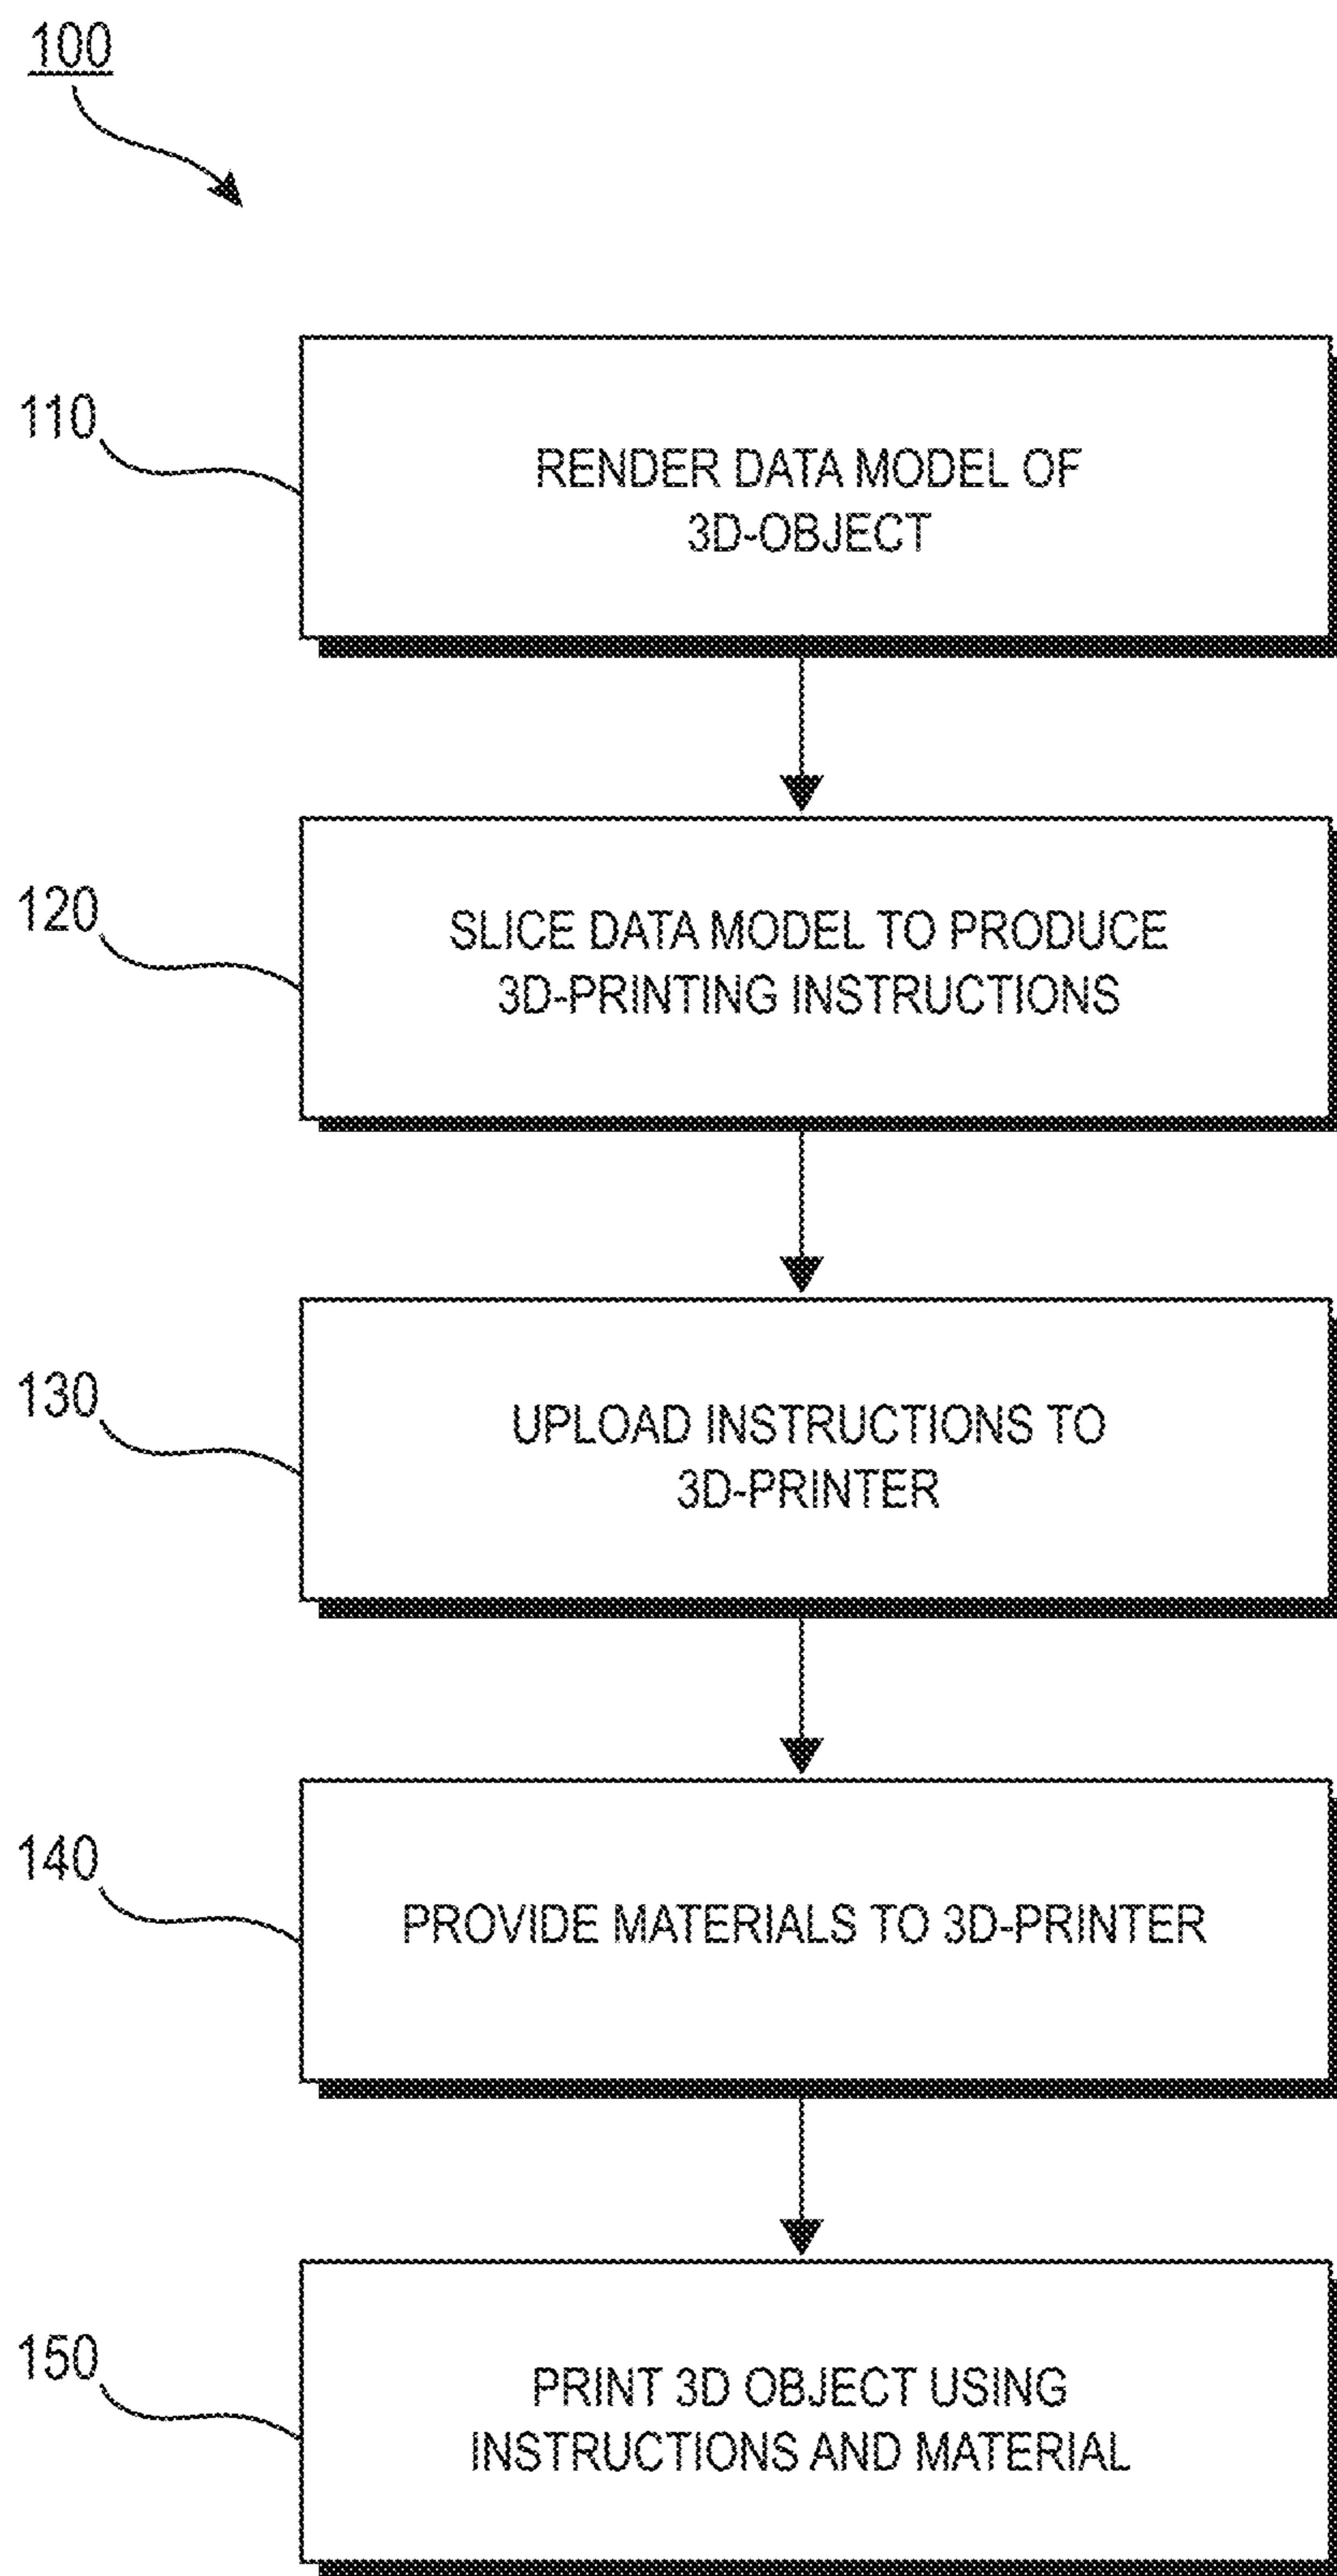 100
110
RENDER DATA MODEL OF
3D-OBJECT
120
SLICE DATA MODEL TO PRODUCE
3D-PRINTING INSTRUCTIONS
130
UPLOAD INSTRUCTIONS TO
3D-PRINTER
140
PROVIDE MATERIALS TO 3D-PRINTER
150
PRINT 3D OBJECT USING
INSTRUCTIONS AND MATERIAL